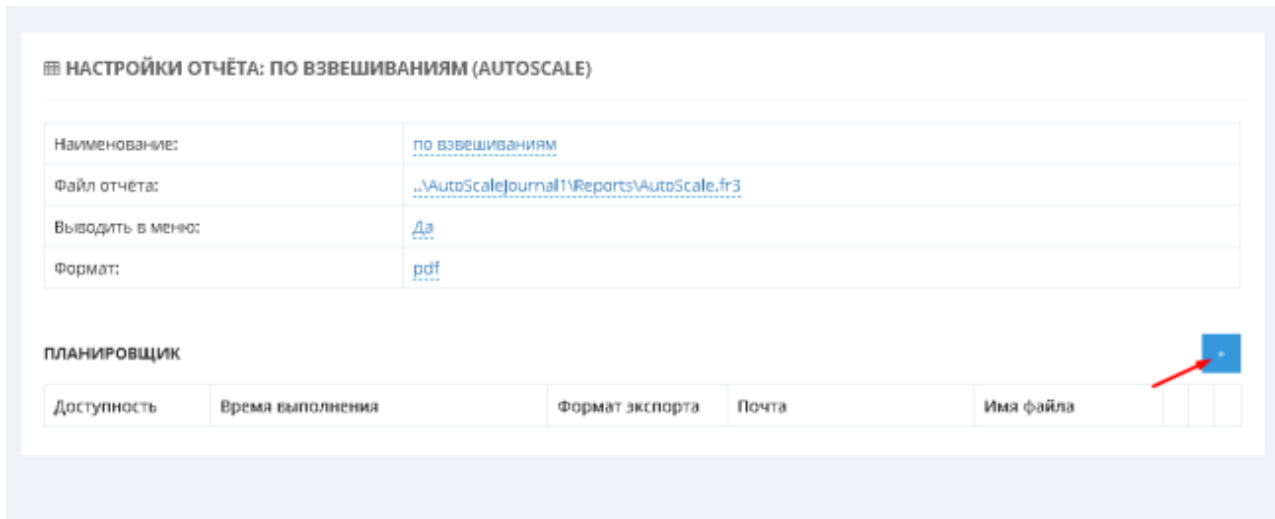 НАСТРОЙКИ ОТЧЁТА: ПО ВЗВЕШИВАНИЯМ (AUTOSCALE)
Наименование: по взвешиваниям
Файл отчёта: ..\AutoScaleJournal1\Reports\AutoScale.fr3
Выводить в меню: Да
Формат: pdf
ПЛАНИРОВЩИК +
Доступность Время выполнения Формат экспорта Почта Имя файла